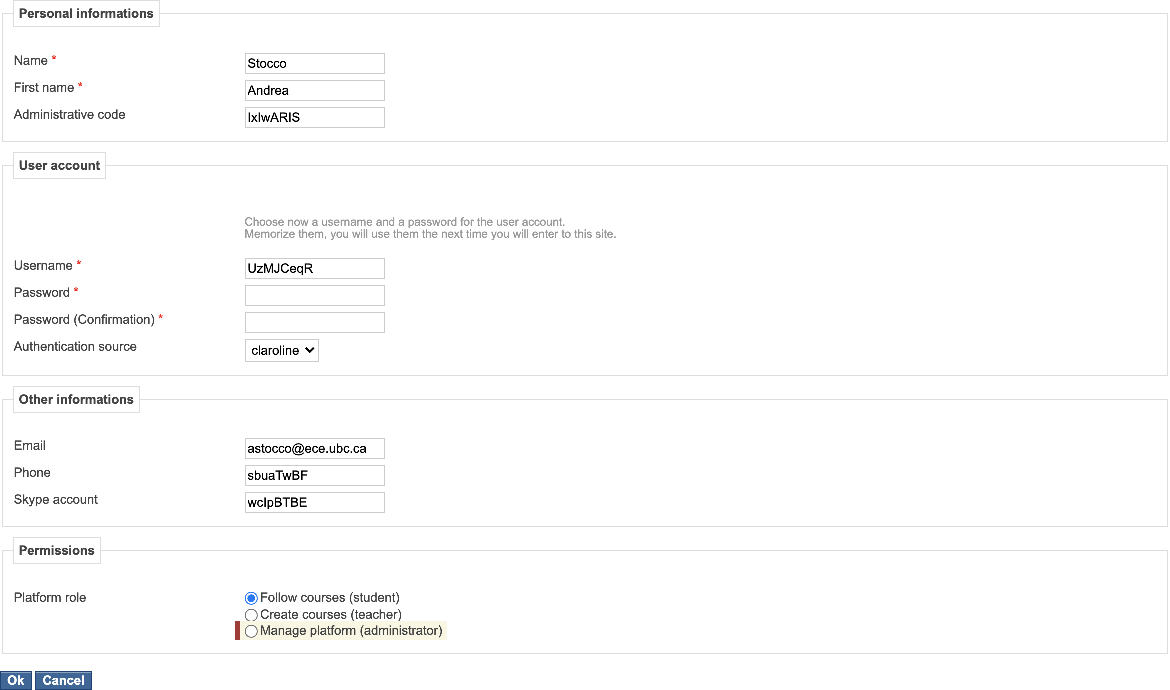 Personal informations
Name *
Stocco
First name *
Andrea
Administrative code
IxIwARIS
User account
Choose now a username and a password for the user account.
Memorize them, you will use them the next time you will enter to this site.
Username *
UzMJCeqR
Password *
Password (Confirmation) *
Authentication source
claroline
Other informations
Email
astocco@ece.ubc.ca
Phone
sbuaTwBF
Skype account
wcIpBTBE
Permissions
Platform role
Follow courses (student)
Create courses (teacher)
Manage platform (administrator)
Ok Cancel